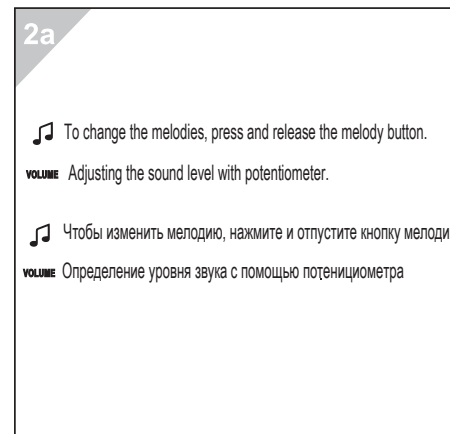 2a
To change the melodies, press and release the melody button.
VOLUME Adjusting the sound level with potentiometer.
Чтобы изменить мелодию, нажмите и отпустите кнопку мелоди
VOLUME Определение уровня звука с помощью потенициометра